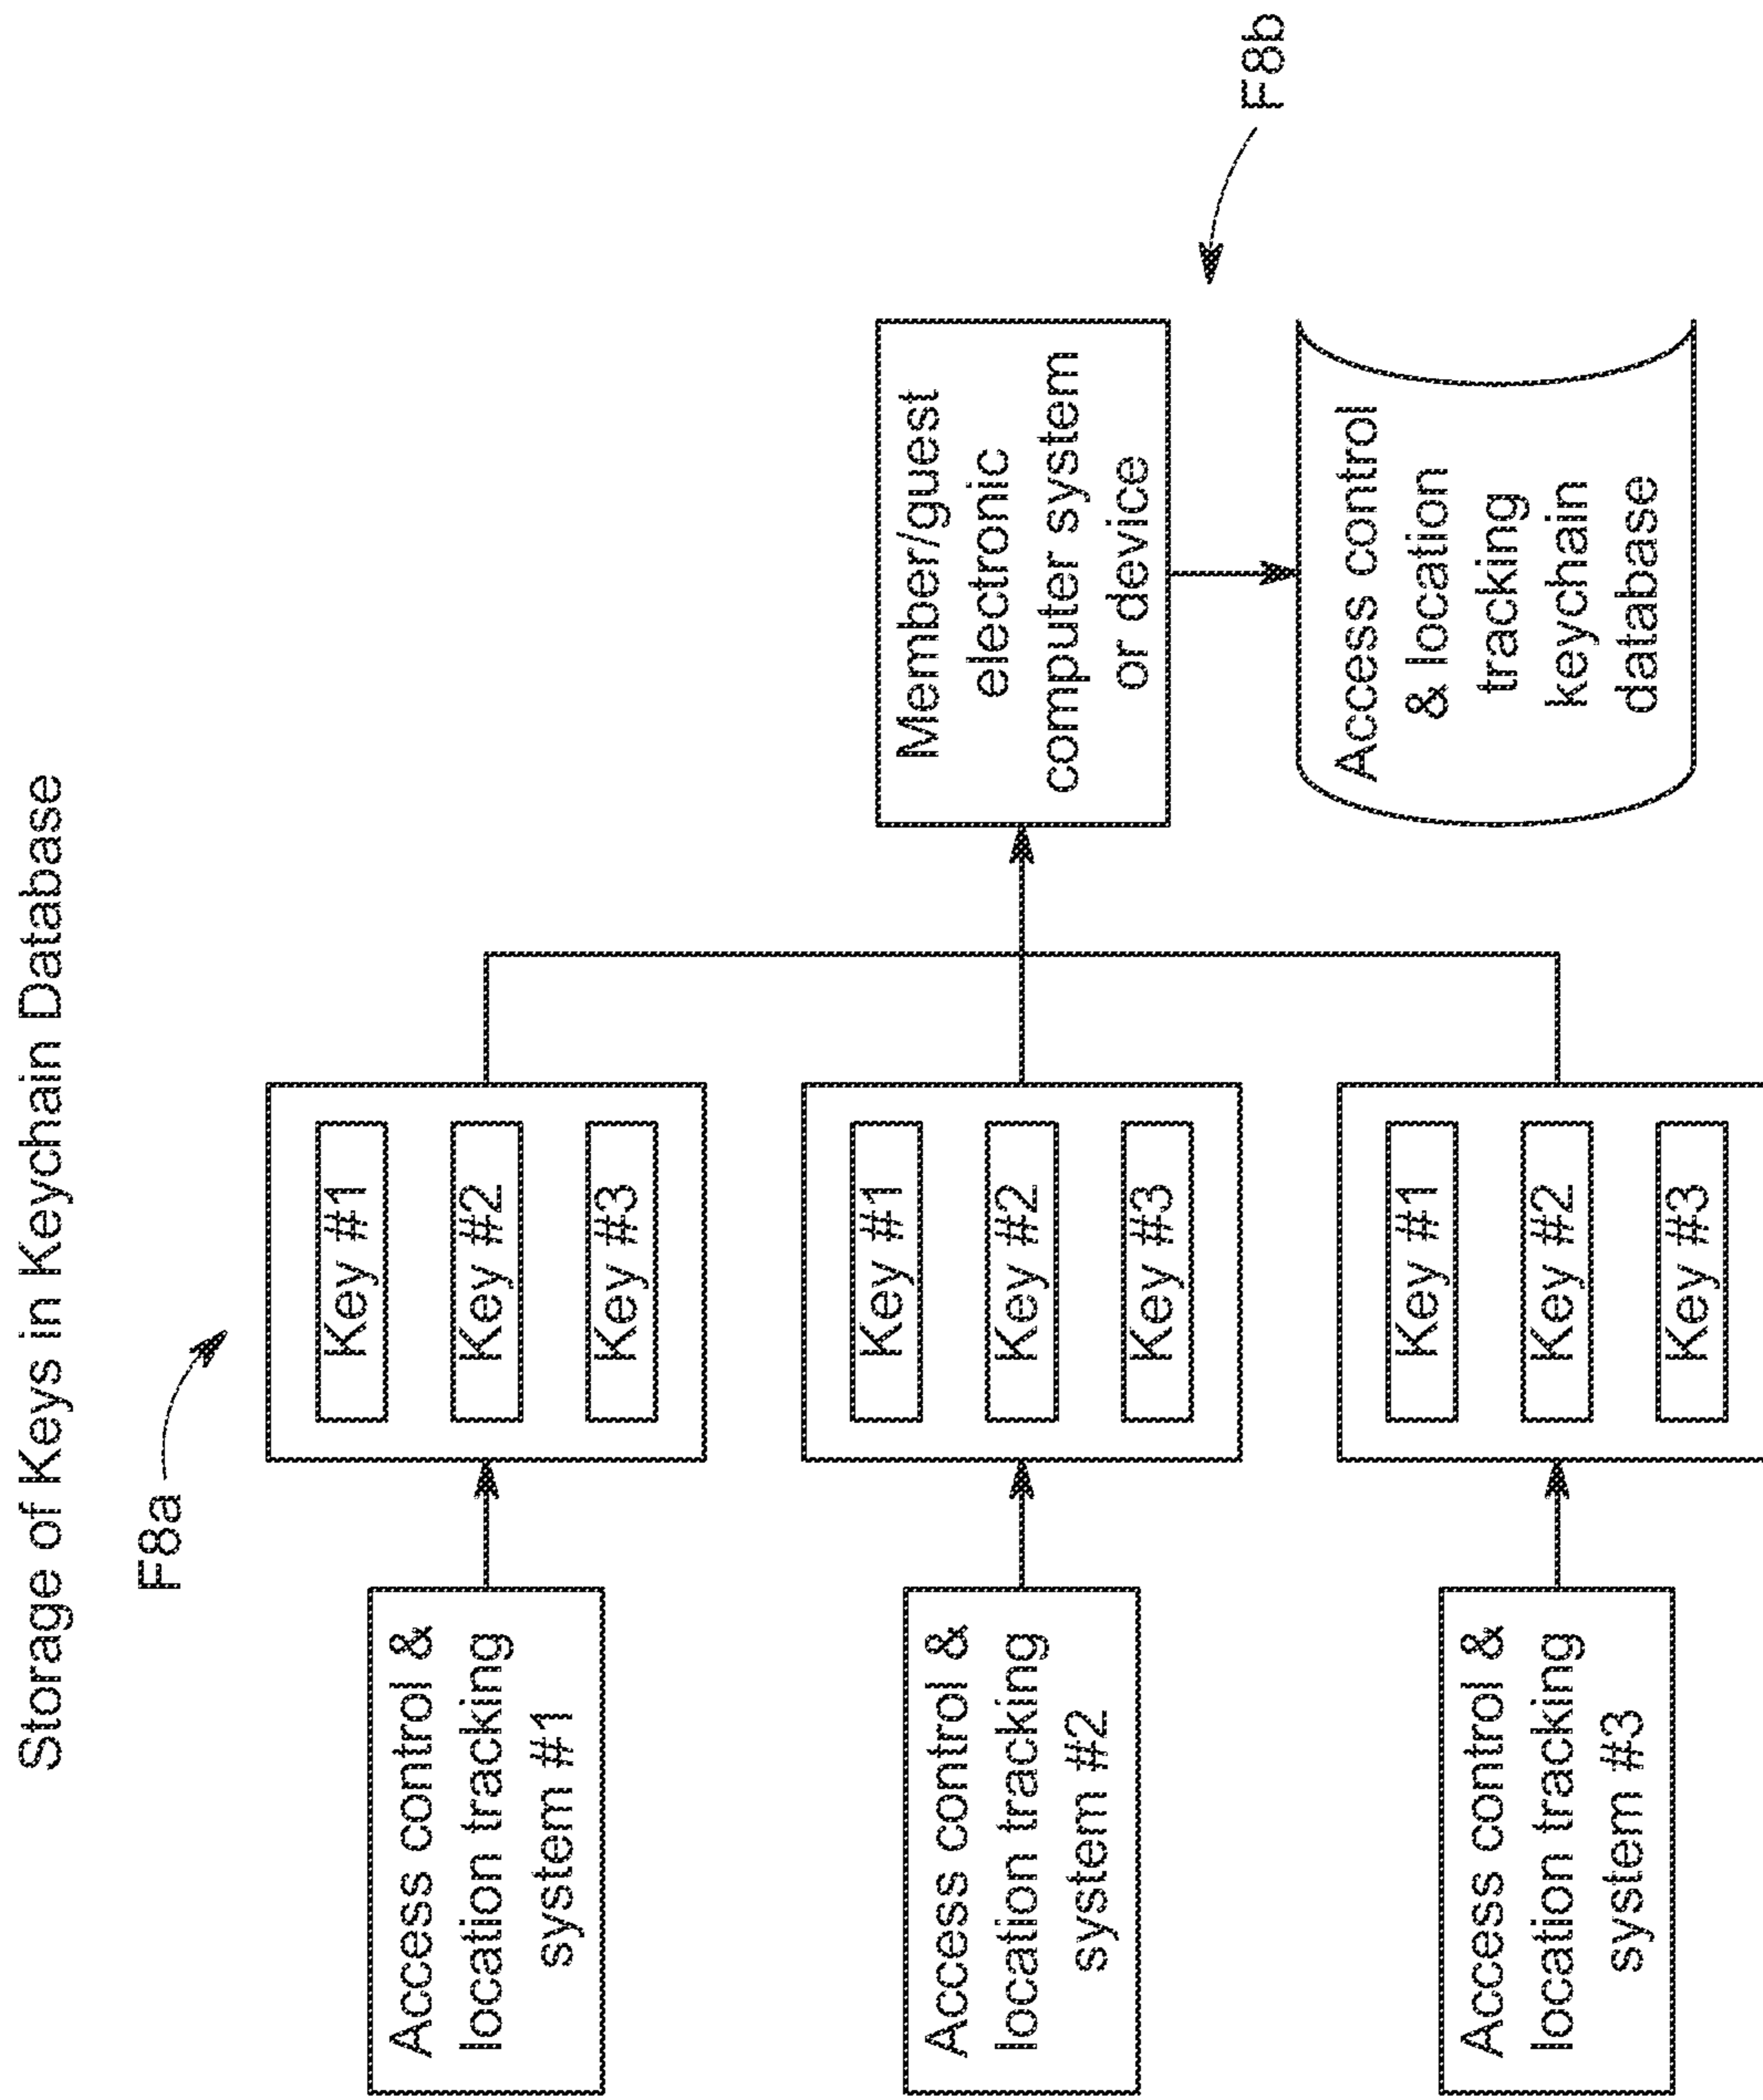 Storage of Keys in Keychain Database
F8a
Access control &
location tracking
system #1
Key #1
Key #2
Key #3
Access control &
location tracking
system #2
Key #1
Key #2
Key #3
Access control &
location tracking
system #3
Key #1
Key #2
Key #3
Member/guest
electronic
computer system
or device
F8b
Access control
& location
tracking
keychain
database